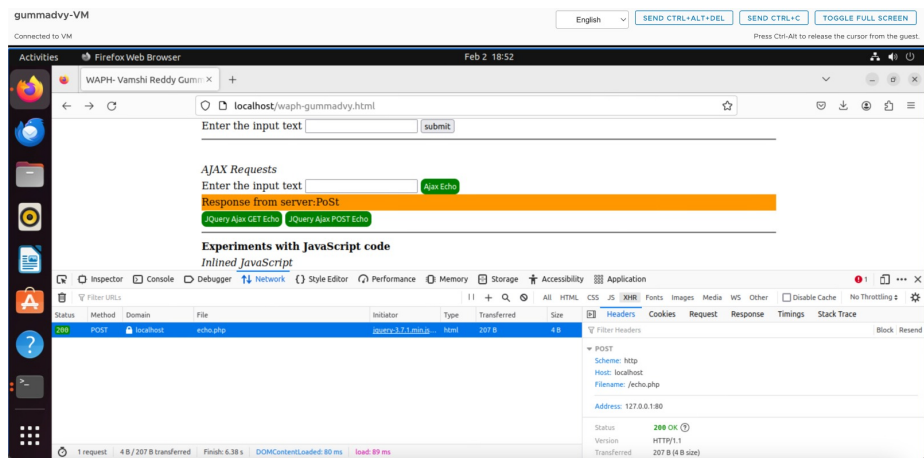 gummadvy-VM
English
SEND CTRL+ALT+DEL
SEND CTRL+C
TOGGLE FULL SCREEN
Connected to VM
Press Ctrl-Alt to release the cursor from the guest.
Activities
Firefox Web Browser
Feb 2 18:52
WAPH- Vamshi Reddy Gumm
localhost/waph-gummadvy.html
Enter the input text submit
AJAX Requests
Enter the input text Ajax Echo
Response from server:PoSt
JQuery Ajax GET Echo JQuery Ajax POST Echo
Experiments with JavaScript code
Inlined JavaScript
Inspector Console Debugger Network Style Editor Performance Memory Storage Accessibility Application 1
Filter URLs
All HTML CSS JS XHR Fonts Images Media WS Other Disable Cache No Throttling
Status Method Domain File Initiator Type Transferred Size
Headers Cookies Request Response Timings Stack Trace
200 POST localhost echo.php jquery-3.7.1.min.js... html 207 B 4 B
Filter Headers Block Resend
POST
Scheme: http
Host: localhost
Filename: /echo.php
Address: 127.0.0.1:80
Status 200 OK
Version HTTP/1.1
Transferred 207 B (4 B size)
1 request 4 B / 207 B transferred Finish: 6.38 s DOMContentLoaded: 80 ms load: 89 ms